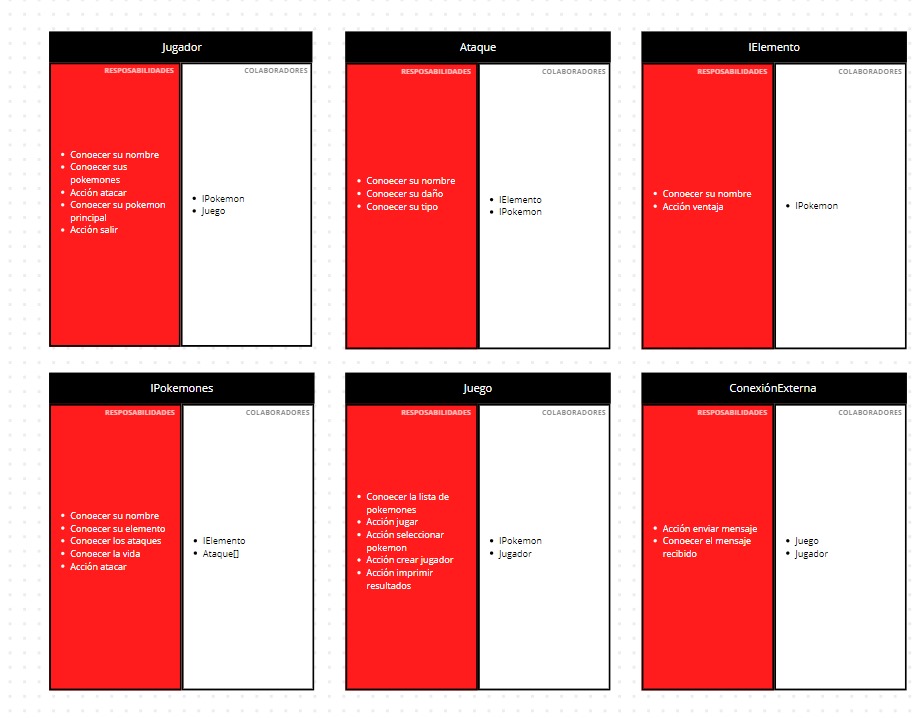 Jugador
RESPOSABILIDADES
COLABORADORES
• Conoecer su nombre
• Conoecer sus
pokemones
• Acción atacar
• Conoecer su pokemon
principal
• Acción salir
• IPokemon
• Juego
Ataque
RESPOSABILIDADES
COLABORADORES
• Conoecer su nombre
• Conoecer su daño
• Conoecer su tipo
• IElemento
• IPokemon
IElemento
RESPOSABILIDADES
COLABORADORES
• Conoecer su nombre
• Acción ventaja
• IPokemon
IPokemones
RESPOSABILIDADES
COLABORADORES
• Conoecer su nombre
• Conoecer su elemento
• Conoecer los ataques
• Conoecer la vida
• Acción atacar
• IElemento
• Ataque[]
Juego
RESPOSABILIDADES
COLABORADORES
• Conoecer la lista de
pokemones
• Acción jugar
• Acción seleccionar
pokemon
• Acción crear jugador
• Acción imprimir
resultados
• IPokemon
• Jugador
ConexiónExterna
RESPOSABILIDADES
COLABORADORES
• Acción enviar mensaje
• Conoecer el mensaje
recibido
• Juego
• Jugador